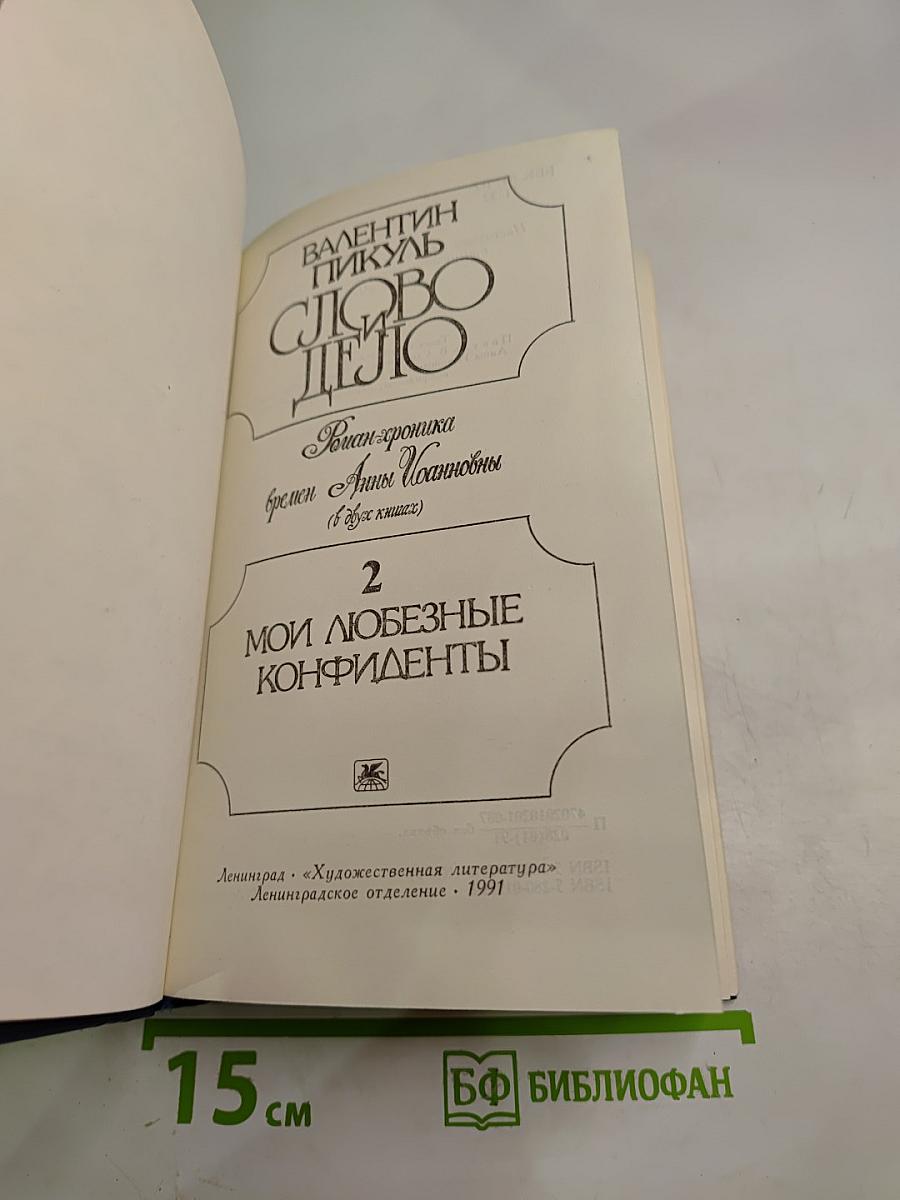 ВАЛЕНТИН
ПИКУЛЬ
СЛОВО
И
ДЕЛО
Роман-хроника
времен Анны Иоанновны
(в двух книгах)
2
МОИ ЛЮБЕЗНЫЕ
КОНФИДЕНТЫ
Ленинград • «Художественная литература»
Ленинградское отделение • 1991
15 см
БФ БИБЛИОФАН